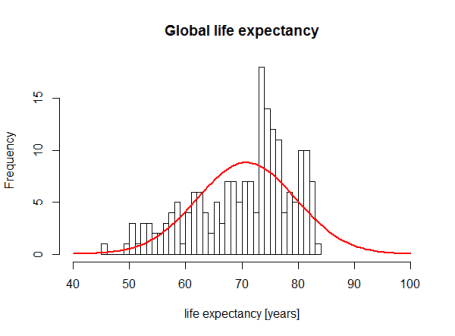 Global life expectancy
Frequency
15
10
5
0
40 50 60 70 80 90 100
life expectancy [years]